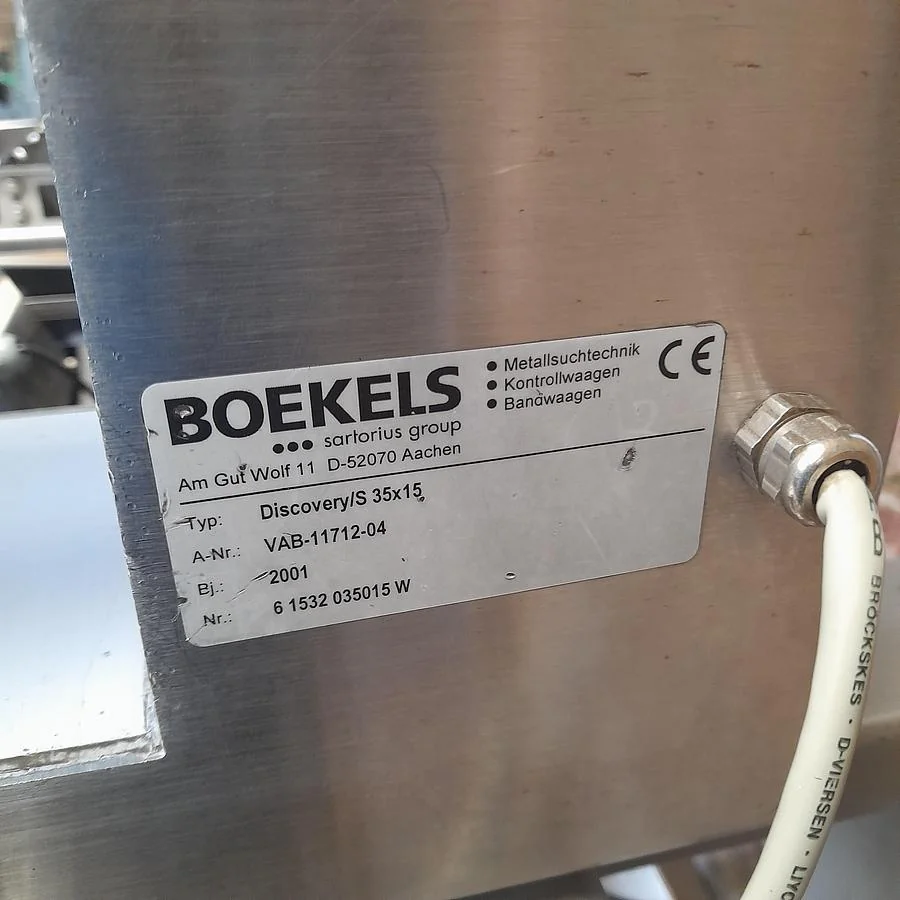 BOEKELS
sartorius group
• Metallsuchtechnik
• Kontrollwaagen
• Bandwaagen
CE
Am Gut Wolf 11 D-52070 Aachen
Typ: Discovery/S 35x15
A-Nr.: VAB-11712-04
Bj.: 2001
Nr.: 6 1532 035015 W
BRÖCKSKES · D-VIERSEN ·